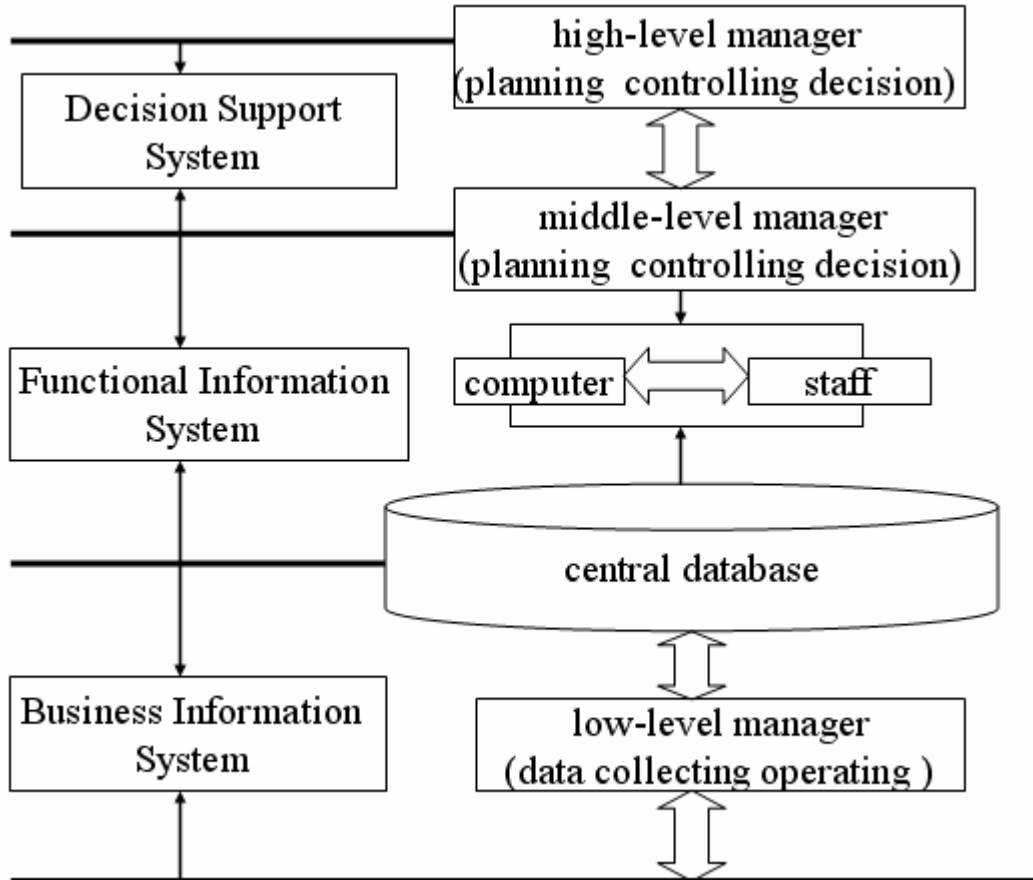 high-level manager
(planning controlling decision)
Decision Support
System
middle-level manager
(planning controlling decision)
Functional Information
System
computer
staff
central database
Business Information
System
low-level manager
(data collecting operating )